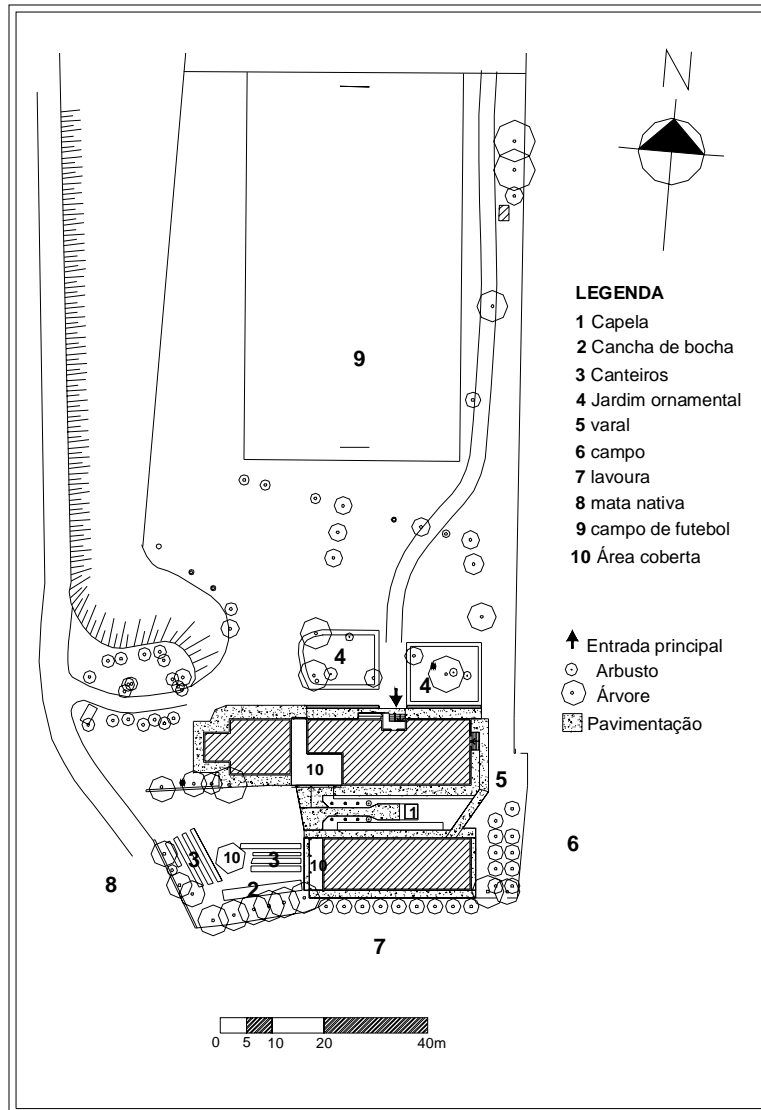 N
LEGENDA
1 Capela
2 Cancha de bocha
3 Canteiros
4 Jardim ornamental
5 varal
6 campo
7 lavoura
8 mata nativa
9 campo de futebol
10 Área coberta
Entrada principal
Arbusto
Árvore
Pavimentação
9
4
4
10
5
1
6
3
10
3
10
8
2
7
0 5 10 20 40m